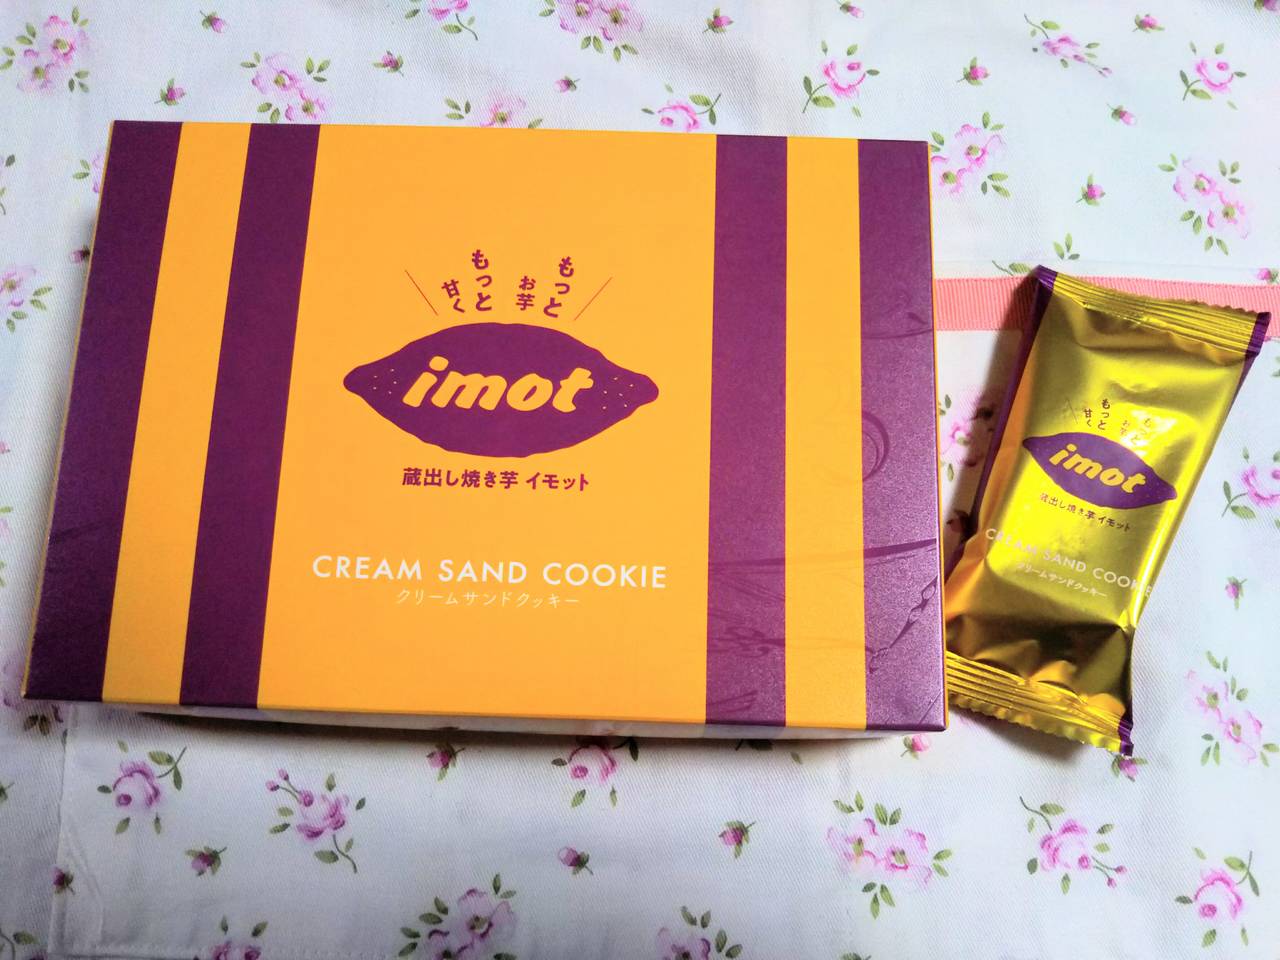 もっと
お芋
もっと
甘く
imot
蔵出し焼き芋 イモット
CREAM SAND COOKIE
クリームサンドクッキー
もっと
お芋
もっと
甘く
imot
蔵出し焼き芋 イモット
CREAM SAND COOKIE
クリームサンドクッキー